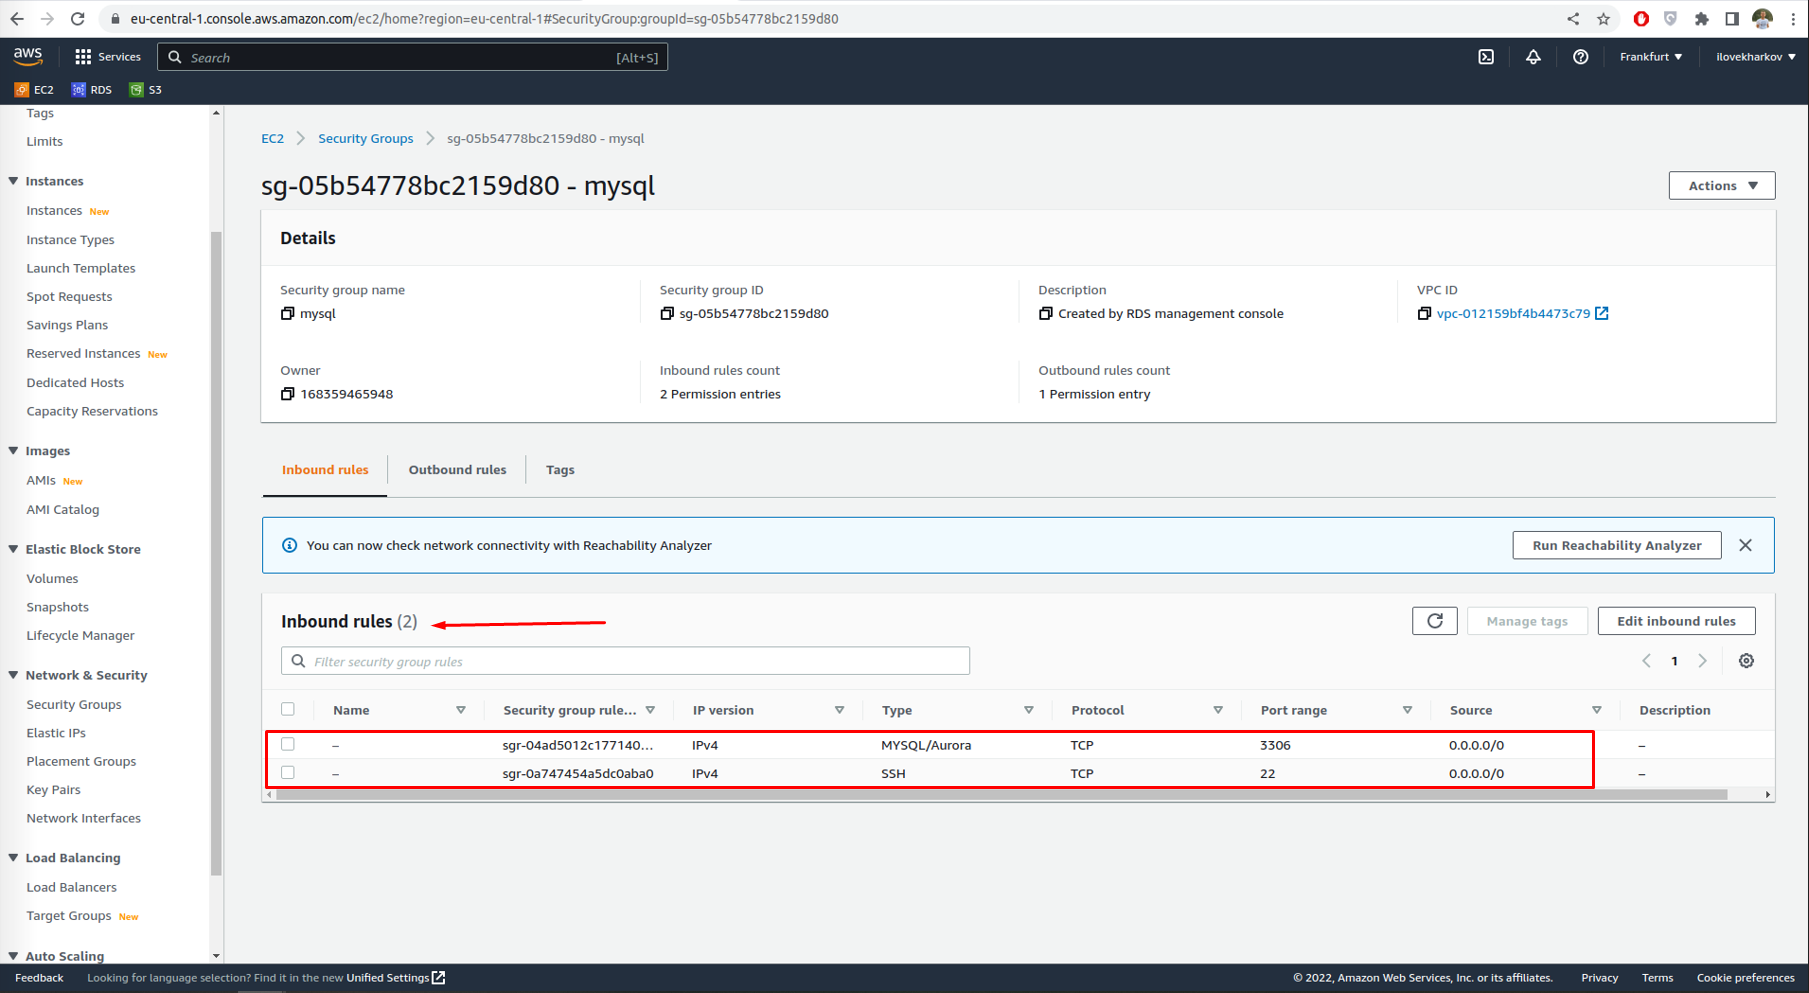 eu-central-1.console.aws.amazon.com/ec2/home?region=eu-central-1#SecurityGroup:groupId=sg-05b54778bc2159d80
aws
Services
Search
[Alt+S]
Frankfurt
ilovekharkov
EC2
RDS
S3
Tags
Limits
Instances
Instances New
Instance Types
Launch Templates
Spot Requests
Savings Plans
Reserved Instances New
Dedicated Hosts
Capacity Reservations
Images
AMIs New
AMI Catalog
Elastic Block Store
Volumes
Snapshots
Lifecycle Manager
Network & Security
Security Groups
Elastic IPs
Placement Groups
Key Pairs
Network Interfaces
Load Balancing
Load Balancers
Target Groups New
Auto Scaling
EC2
Security Groups
sg-05b54778bc2159d80 - mysql
sg-05b54778bc2159d80 - mysql
Actions
Details
Security group name
mysql
Security group ID
sg-05b54778bc2159d80
Description
Created by RDS management console
VPC ID
vpc-012159bf4b4473c79
Owner
168359465948
Inbound rules count
2 Permission entries
Outbound rules count
1 Permission entry
Inbound rules
Outbound rules
Tags
You can now check network connectivity with Reachability Analyzer
Run Reachability Analyzer
Inbound rules (2)
Manage tags
Edit inbound rules
Filter security group rules
1
Name Security group rule... IP version Type Protocol Port range Source Description
– sgr-04ad5012c177140... IPv4 MYSQL/Aurora TCP 3306 0.0.0.0/0 –
– sgr-0a747454a5dc0aba0 IPv4 SSH TCP 22 0.0.0.0/0 –
Feedback
Looking for language selection? Find it in the new Unified Settings
© 2022, Amazon Web Services, Inc. or its affiliates.
Privacy
Terms
Cookie preferences